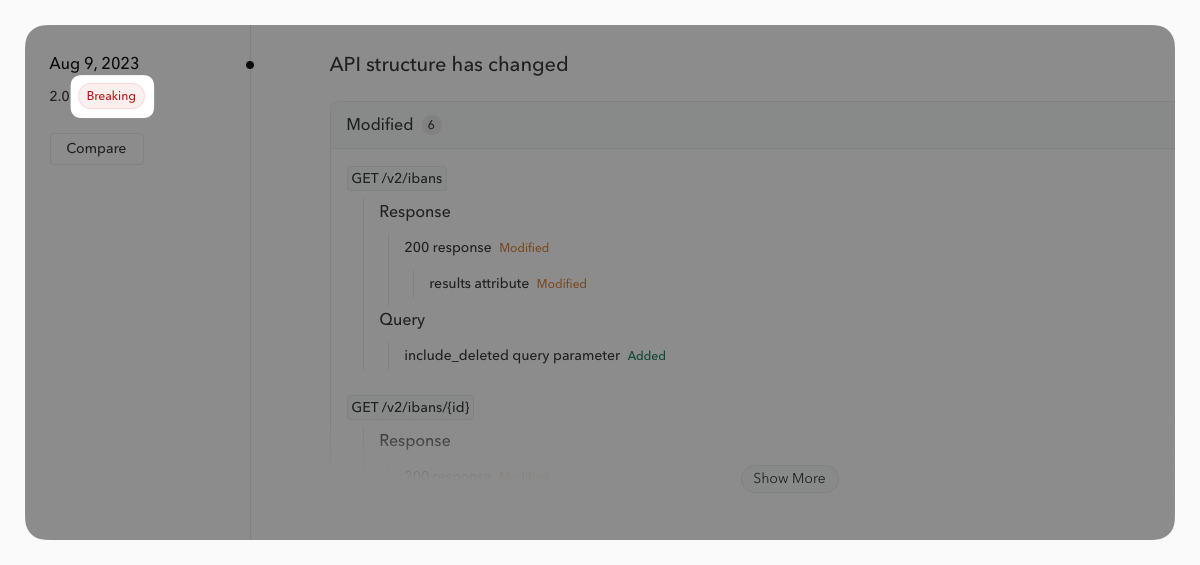 Aug 9, 2023
2.0 Breaking
Compare
API structure has changed
Modified 6
GET /v2/ibans
Response
200 response Modified
results attribute Modified
Query
include_deleted query parameter Added
GET /v2/ibans/{id}
Response
200 response Modified
Show More